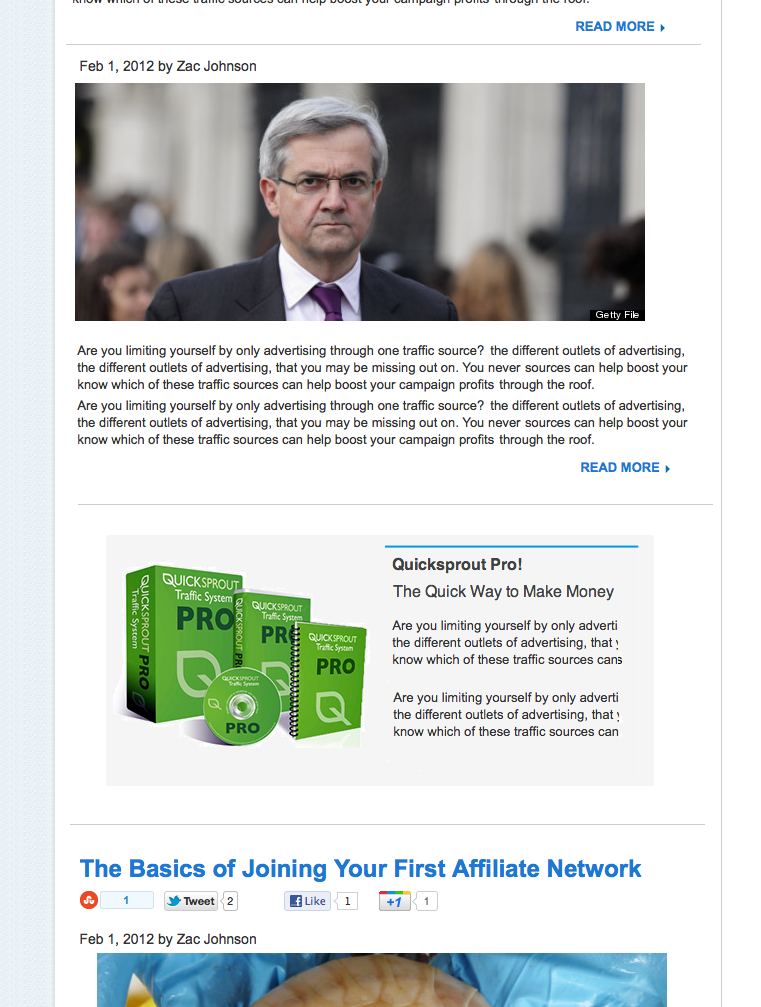 know which of these traffic sources can help boost your campaign profits through the roof.
READ MORE
Feb 1, 2012 by Zac Johnson
Getty File
Are you limiting yourself by only advertising through one traffic source? the different outlets of advertising,
the different outlets of advertising, that you may be missing out on. You never sources can help boost your
know which of these traffic sources can help boost your campaign profits through the roof.
Are you limiting yourself by only advertising through one traffic source? the different outlets of advertising,
the different outlets of advertising, that you may be missing out on. You never sources can help boost your
know which of these traffic sources can help boost your campaign profits through the roof.
READ MORE
QUICKSPROUT
Traffic System
PRO
QUICKSPROUT
Traffic System
PRO
QUICKSPROUT
Traffic System
PR
QUICKSPROUT
PRO
QUICKSPROUT
Traffic System
PRO
QUICKSPROUT
Traffic System
PRO
Quicksprout Pro!
The Quick Way to Make Money
Are you limiting yourself by only adverti
the different outlets of advertising, that
know which of these traffic sources cans
Are you limiting yourself by only adverti
the different outlets of advertising, that
know which of these traffic sources can
The Basics of Joining Your First Affiliate Network
1 Tweet 2 Like 1 +1 1
Feb 1, 2012 by Zac Johnson